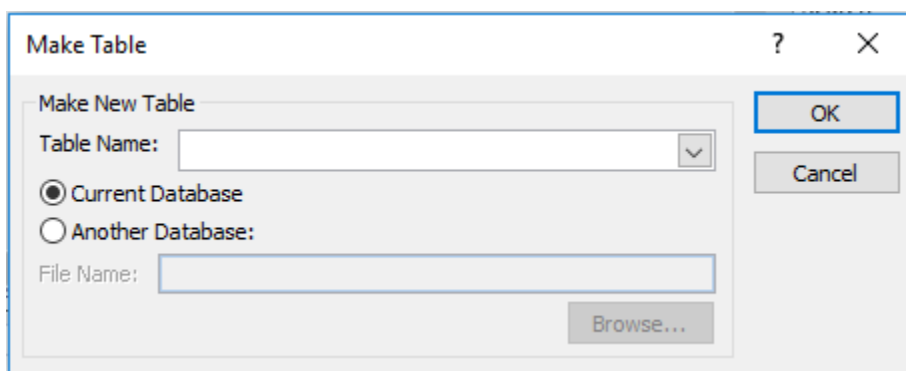 Make Table
?
Make New Table
OK
Table Name:
Cancel
Current Database
Another Database:
File Name:
Browse...